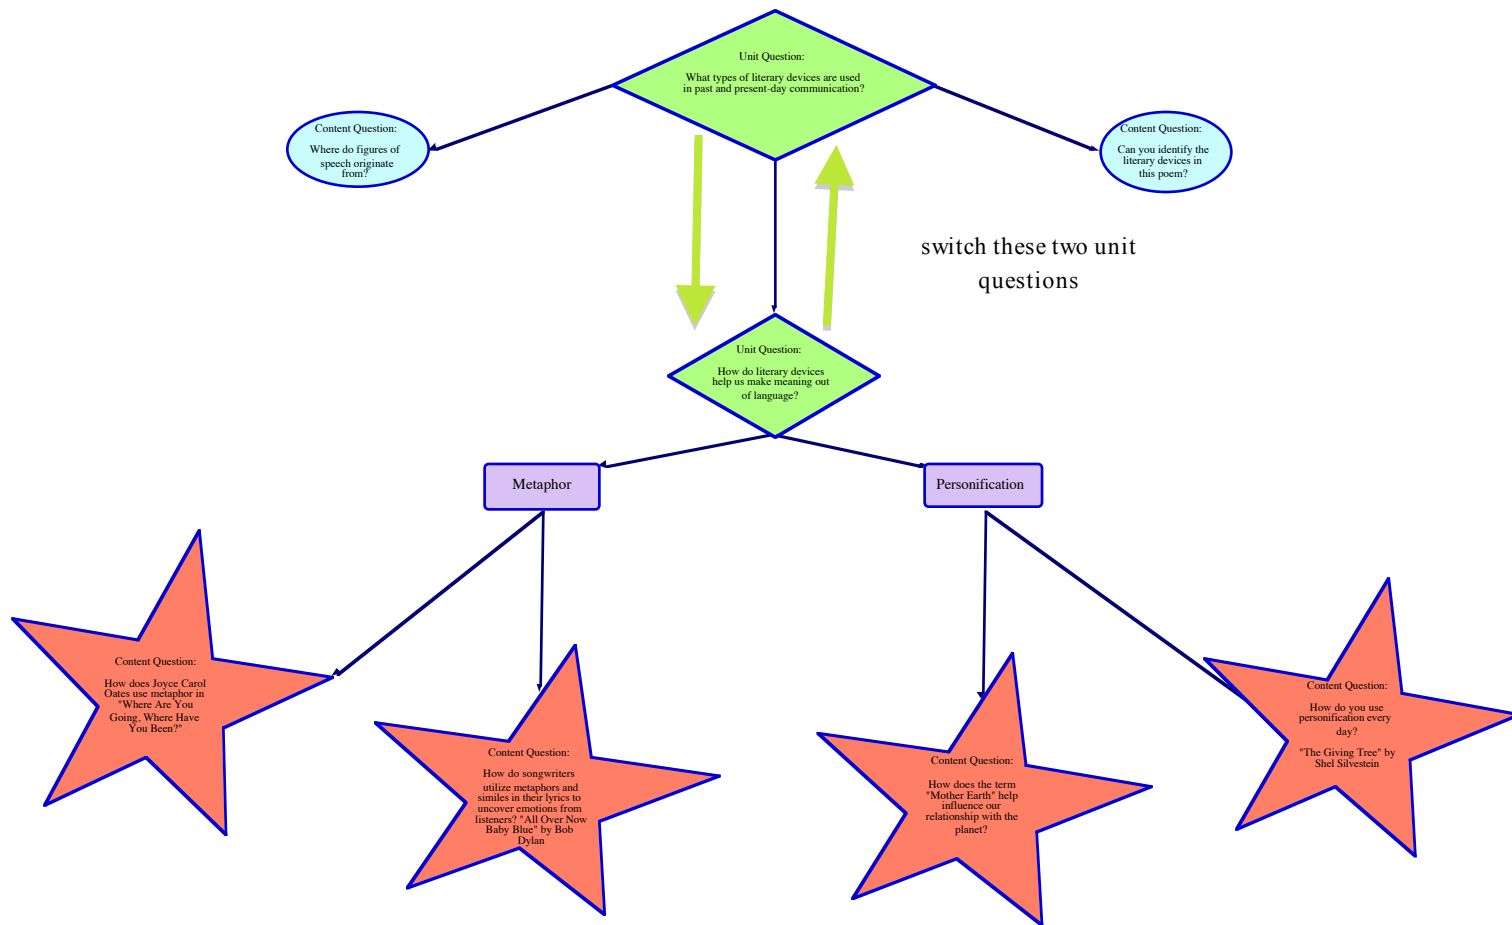 Unit Question:
What types of literary devices are used
in past and present-day communication?
Content Question:
Where do figures of
speech originate
from?
Content Question:
Can you identify the
literary devices in
this poem?
switch these two unit
questions
Unit Question:
How do literary devices
help us make meaning out
of language?
Metaphor
Personification
Content Question:
How does Joyce Carol
Oates use metaphor in
"Where Are You
Going, Where Have
You Been?"
Content Question:
How do songwriters
utilize metaphors and
similes in their lyrics to
uncover emotions from
listeners? "All Over Now
Baby Blue" by Bob
Dylan
Content Question:
How does the term
"Mother Earth" help
influence our
relationship with the
planet?
Content Question:
How do you use
personification every
day?
"The Giving Tree" by
Shel Silvestein